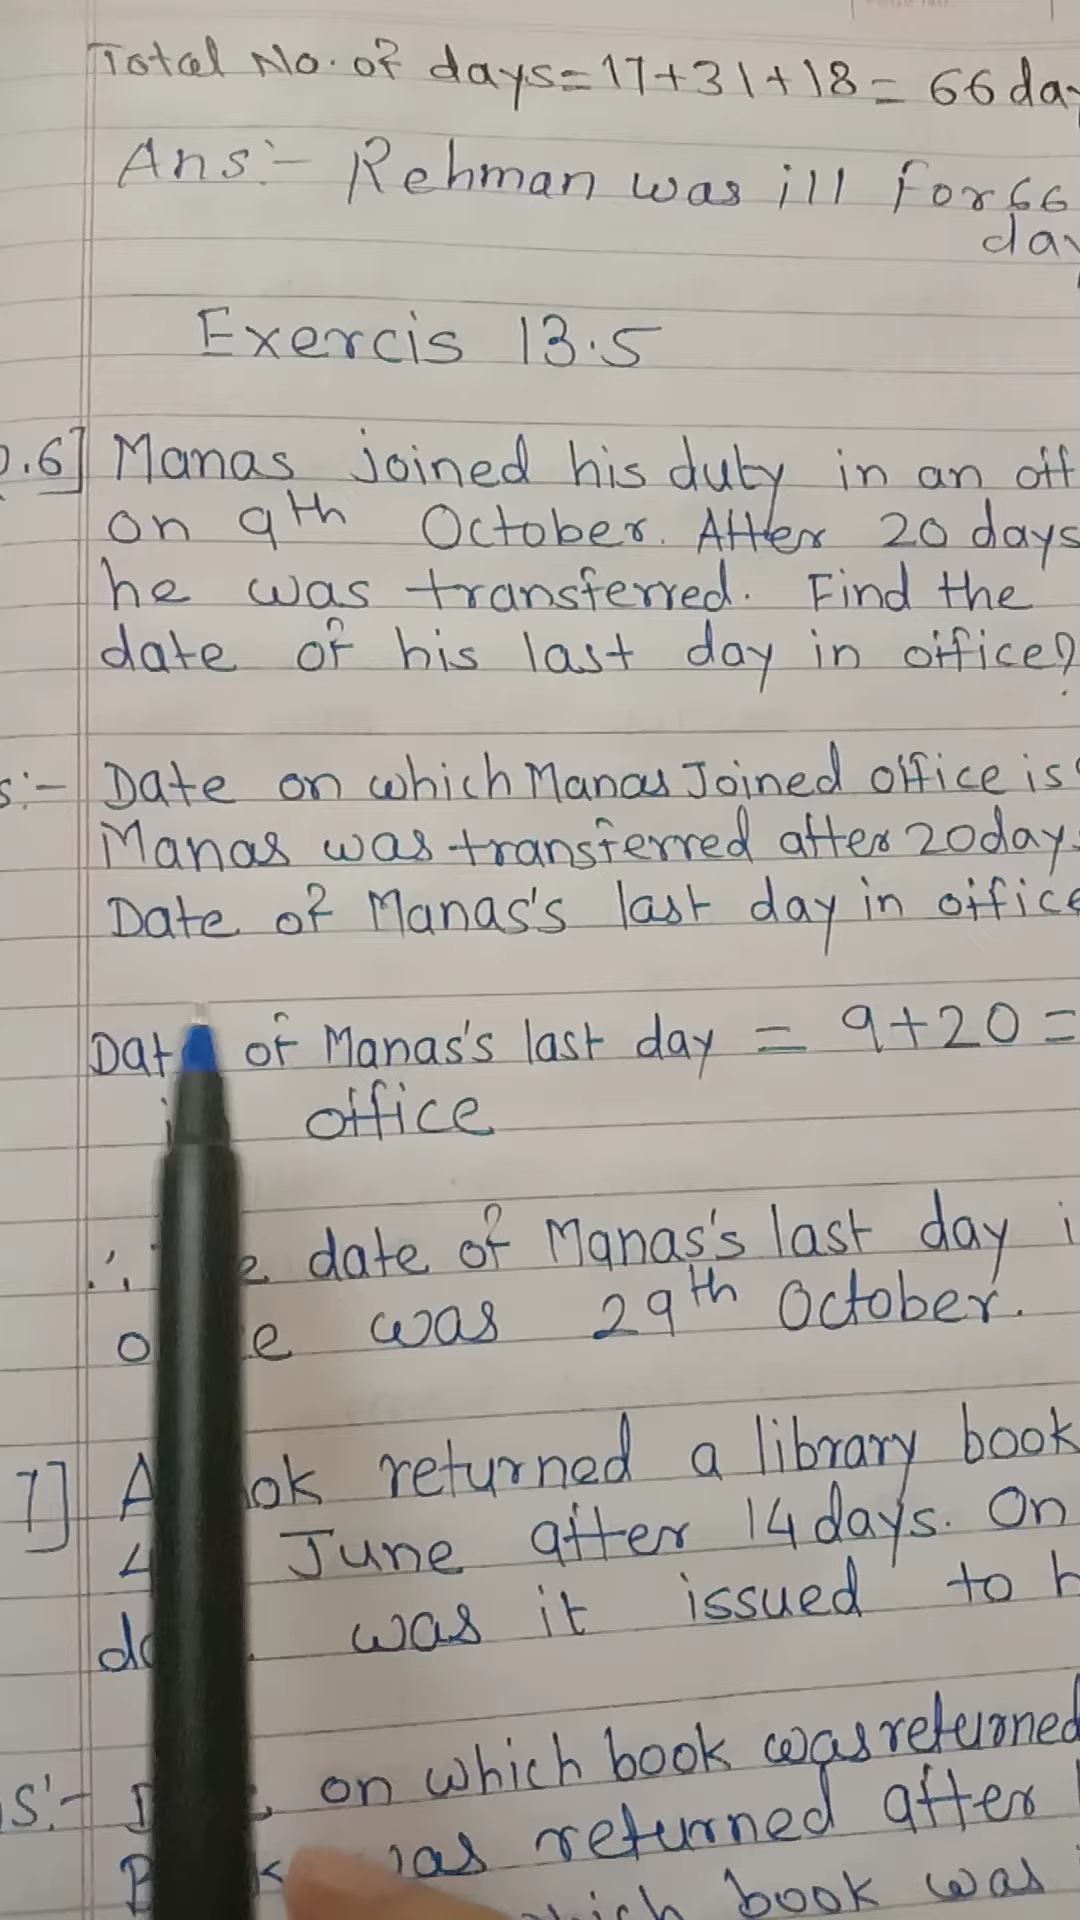 Total No. of days = 17+31+18 = 66 da
Ans:- Rehman was ill for 66
da
Exercis 13.5
.6] Manas joined his duty in an off
on 9th October. After 20 days
he was transferred. Find the
date of his last day in office?
s:- Date on which Manas Joined office is
Manas was transferred after 20 day
Date of Manas's last day in office
Dat of Manas's last day = 9+20 =
office
∴ date of Manas's last day i
was 29th October.
7] returned a library book
4 June after 14 days. On
was it issued to h
s:- on which book was returned
was returned after
which book was